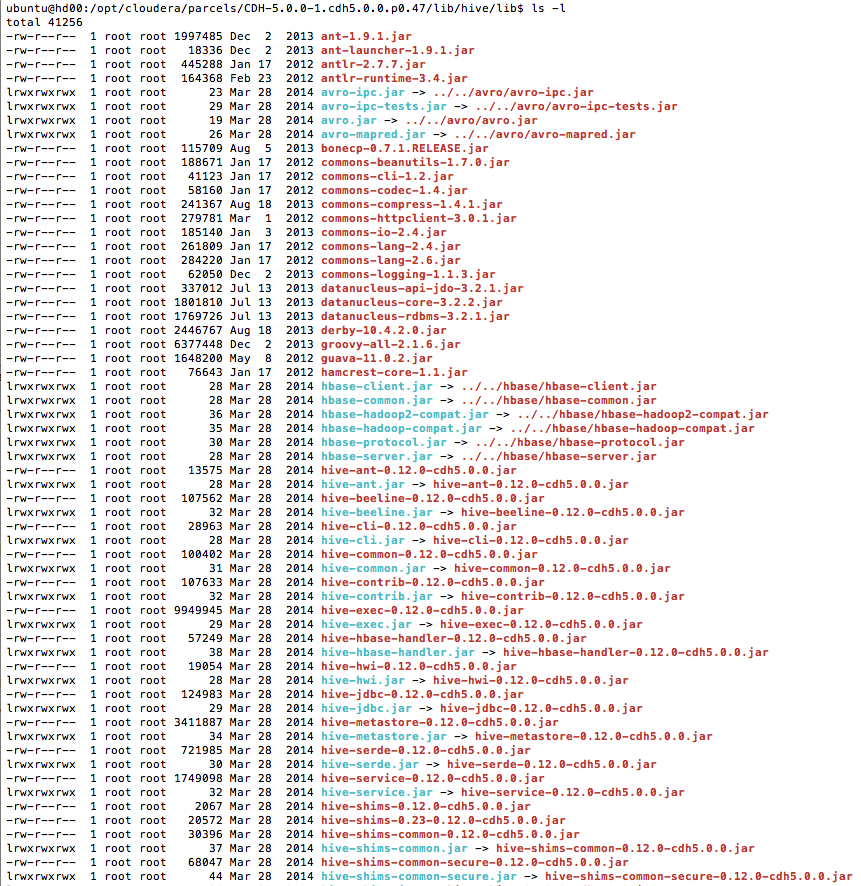 ubuntu@hd00:/opt/cloudera/parcels/CDH-5.0.0-1.cdh5.0.0.p0.47/lib/hive/lib$ ls -l
total 41256
-rw-r--r-- 1 root root 1997485 Dec 2 2013 ant-1.9.1.jar
-rw-r--r-- 1 root root 18336 Dec 2 2013 ant-launcher-1.9.1.jar
-rw-r--r-- 1 root root 445288 Jan 17 2012 antlr-2.7.7.jar
-rw-r--r-- 1 root root 164368 Feb 23 2012 antlr-runtime-3.4.jar
lrwxrwxrwx 1 root root 23 Mar 28 2014 avro-ipc.jar -> ../../avro/avro-ipc.jar
lrwxrwxrwx 1 root root 29 Mar 28 2014 avro-ipc-tests.jar -> ../../avro/avro-ipc-tests.jar
lrwxrwxrwx 1 root root 19 Mar 28 2014 avro.jar -> ../../avro/avro.jar
lrwxrwxrwx 1 root root 26 Mar 28 2014 avro-mapred.jar -> ../../avro/avro-mapred.jar
-rw-r--r-- 1 root root 115709 Aug 5 2013 bonecp-0.7.1.RELEASE.jar
-rw-r--r-- 1 root root 188671 Jan 17 2012 commons-beanutils-1.7.0.jar
-rw-r--r-- 1 root root 41123 Jan 17 2012 commons-cli-1.2.jar
-rw-r--r-- 1 root root 58160 Jan 17 2012 commons-codec-1.4.jar
-rw-r--r-- 1 root root 241367 Aug 18 2013 commons-compress-1.4.1.jar
-rw-r--r-- 1 root root 279781 Mar 1 2012 commons-httpclient-3.0.1.jar
-rw-r--r-- 1 root root 185140 Jan 3 2013 commons-io-2.4.jar
-rw-r--r-- 1 root root 261809 Jan 17 2012 commons-lang-2.4.jar
-rw-r--r-- 1 root root 284220 Jan 17 2012 commons-lang-2.6.jar
-rw-r--r-- 1 root root 62050 Dec 2 2013 commons-logging-1.1.3.jar
-rw-r--r-- 1 root root 337012 Jul 13 2013 datanucleus-api-jdo-3.2.1.jar
-rw-r--r-- 1 root root 1801810 Jul 13 2013 datanucleus-core-3.2.2.jar
-rw-r--r-- 1 root root 1769726 Jul 13 2013 datanucleus-rdbms-3.2.1.jar
-rw-r--r-- 1 root root 2446767 Aug 18 2013 derby-10.4.2.0.jar
-rw-r--r-- 1 root root 6377448 Dec 2 2013 groovy-all-2.1.6.jar
-rw-r--r-- 1 root root 1648200 May 8 2012 guava-11.0.2.jar
-rw-r--r-- 1 root root 76643 Jan 17 2012 hamcrest-core-1.1.jar
lrwxrwxrwx 1 root root 28 Mar 28 2014 hbase-client.jar -> ../../hbase/hbase-client.jar
lrwxrwxrwx 1 root root 28 Mar 28 2014 hbase-common.jar -> ../../hbase/hbase-common.jar
lrwxrwxrwx 1 root root 36 Mar 28 2014 hbase-hadoop2-compat.jar -> ../../hbase/hbase-hadoop2-compat.jar
lrwxrwxrwx 1 root root 35 Mar 28 2014 hbase-hadoop-compat.jar -> ../../hbase/hbase-hadoop-compat.jar
lrwxrwxrwx 1 root root 30 Mar 28 2014 hbase-protocol.jar -> ../../hbase/hbase-protocol.jar
lrwxrwxrwx 1 root root 28 Mar 28 2014 hbase-server.jar -> ../../hbase/hbase-server.jar
-rw-r--r-- 1 root root 13575 Mar 28 2014 hive-ant-0.12.0-cdh5.0.0.jar
lrwxrwxrwx 1 root root 28 Mar 28 2014 hive-ant.jar -> hive-ant-0.12.0-cdh5.0.0.jar
-rw-r--r-- 1 root root 107562 Mar 28 2014 hive-beeline-0.12.0-cdh5.0.0.jar
lrwxrwxrwx 1 root root 32 Mar 28 2014 hive-beeline.jar -> hive-beeline-0.12.0-cdh5.0.0.jar
-rw-r--r-- 1 root root 28963 Mar 28 2014 hive-cli-0.12.0-cdh5.0.0.jar
lrwxrwxrwx 1 root root 28 Mar 28 2014 hive-cli.jar -> hive-cli-0.12.0-cdh5.0.0.jar
-rw-r--r-- 1 root root 100402 Mar 28 2014 hive-common-0.12.0-cdh5.0.0.jar
lrwxrwxrwx 1 root root 31 Mar 28 2014 hive-common.jar -> hive-common-0.12.0-cdh5.0.0.jar
-rw-r--r-- 1 root root 107633 Mar 28 2014 hive-contrib-0.12.0-cdh5.0.0.jar
lrwxrwxrwx 1 root root 32 Mar 28 2014 hive-contrib.jar -> hive-contrib-0.12.0-cdh5.0.0.jar
-rw-r--r-- 1 root root 9949945 Mar 28 2014 hive-exec-0.12.0-cdh5.0.0.jar
lrwxrwxrwx 1 root root 29 Mar 28 2014 hive-exec.jar -> hive-exec-0.12.0-cdh5.0.0.jar
-rw-r--r-- 1 root root 57249 Mar 28 2014 hive-hbase-handler-0.12.0-cdh5.0.0.jar
lrwxrwxrwx 1 root root 38 Mar 28 2014 hive-hbase-handler.jar -> hive-hbase-handler-0.12.0-cdh5.0.0.jar
-rw-r--r-- 1 root root 19054 Mar 28 2014 hive-hwi-0.12.0-cdh5.0.0.jar
lrwxrwxrwx 1 root root 28 Mar 28 2014 hive-hwi.jar -> hive-hwi-0.12.0-cdh5.0.0.jar
-rw-r--r-- 1 root root 124983 Mar 28 2014 hive-jdbc-0.12.0-cdh5.0.0.jar
lrwxrwxrwx 1 root root 29 Mar 28 2014 hive-jdbc.jar -> hive-jdbc-0.12.0-cdh5.0.0.jar
-rw-r--r-- 1 root root 3411887 Mar 28 2014 hive-metastore-0.12.0-cdh5.0.0.jar
lrwxrwxrwx 1 root root 34 Mar 28 2014 hive-metastore.jar -> hive-metastore-0.12.0-cdh5.0.0.jar
-rw-r--r-- 1 root root 721985 Mar 28 2014 hive-serde-0.12.0-cdh5.0.0.jar
lrwxrwxrwx 1 root root 30 Mar 28 2014 hive-serde.jar -> hive-serde-0.12.0-cdh5.0.0.jar
-rw-r--r-- 1 root root 1749098 Mar 28 2014 hive-service-0.12.0-cdh5.0.0.jar
lrwxrwxrwx 1 root root 32 Mar 28 2014 hive-service.jar -> hive-service-0.12.0-cdh5.0.0.jar
-rw-r--r-- 1 root root 2067 Mar 28 2014 hive-shims-0.12.0-cdh5.0.0.jar
-rw-r--r-- 1 root root 20572 Mar 28 2014 hive-shims-0.23-0.12.0-cdh5.0.0.jar
-rw-r--r-- 1 root root 30396 Mar 28 2014 hive-shims-common-0.12.0-cdh5.0.0.jar
lrwxrwxrwx 1 root root 37 Mar 28 2014 hive-shims-common.jar -> hive-shims-common-0.12.0-cdh5.0.0.jar
-rw-r--r-- 1 root root 68047 Mar 28 2014 hive-shims-common-secure-0.12.0-cdh5.0.0.jar
lrwxrwxrwx 1 root root 44 Mar 28 2014 hive-shims-common-secure.jar -> hive-shims-common-secure-0.12.0-cdh5.0.0.jar